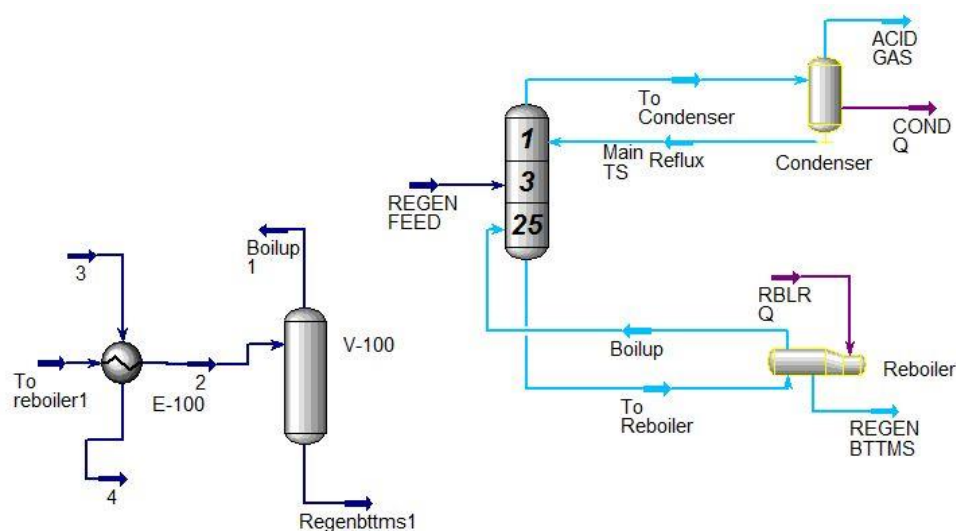 ACID
GAS
To
Condenser
COND
Q
1
Main
TS
Reflux
Condenser
3
REGEN
FEED
25
Boilup
1
3
RBLR
Q
V-100
Boilup
Reboiler
To
reboiler1
2
E-100
To
Reboiler
REGEN
BTTMS
4
Regenbttms1